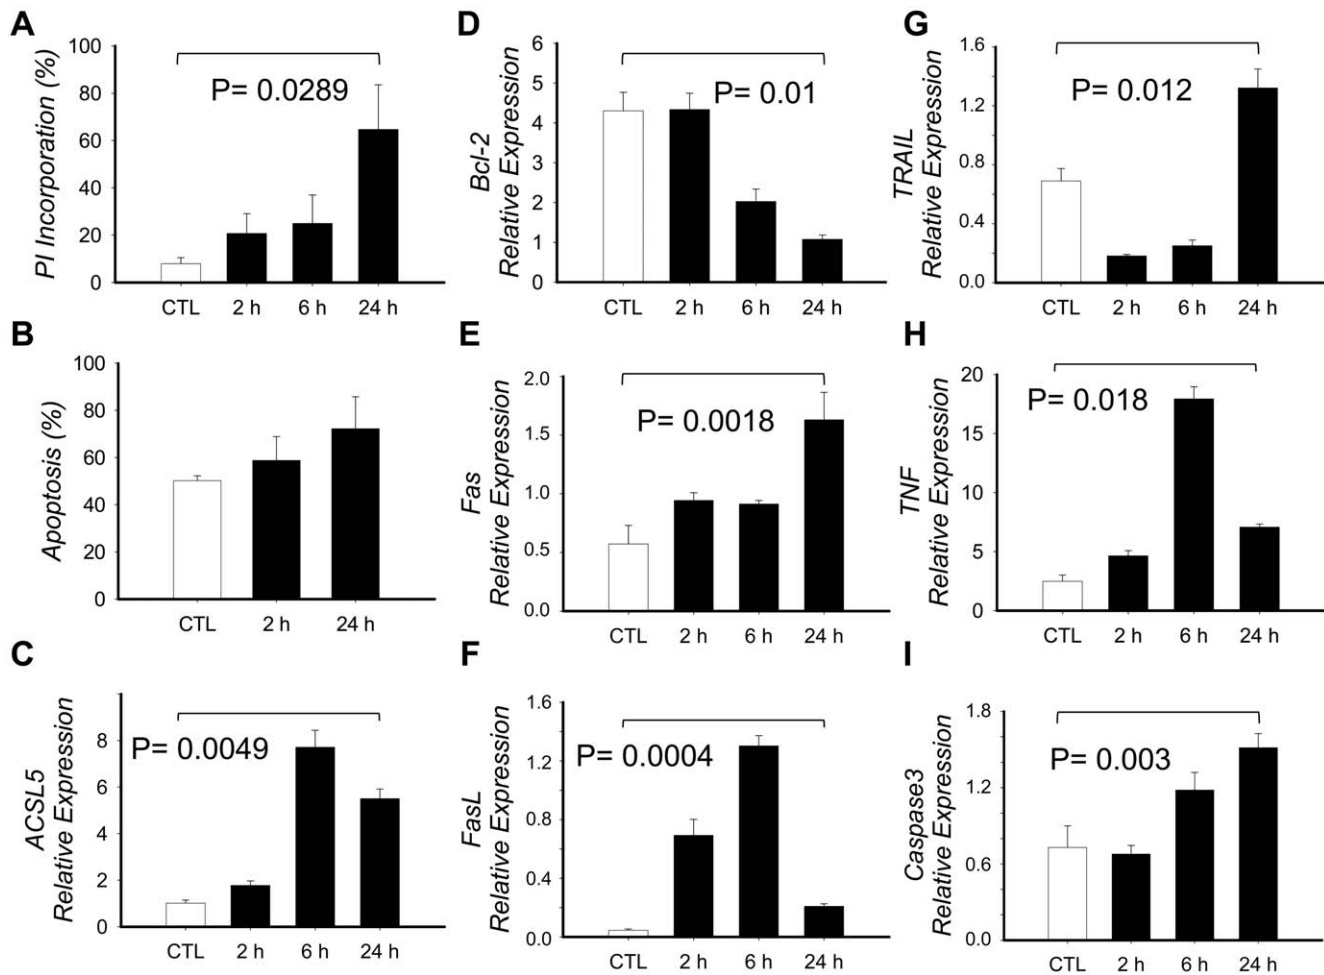 A
PI Incorporation (%)
100
80
60
40
20
0
P= 0.0289
CTL 2 h 6 h 24 h
B
Apoptosis (%)
100
80
60
40
20
0
CTL 2 h 24 h
C
ACSL5
Relative Expression
8
6
4
2
0
P= 0.0049
CTL 2 h 6 h 24 h
D
Bcl-2
Relative Expression
6
5
4
3
2
1
0
P= 0.01
CTL 2 h 6 h 24 h
E
Fas
Relative Expression
2.0
1.5
1.0
0.5
0.0
P= 0.0018
CTL 2 h 6 h 24 h
F
FasL
Relative Expression
1.6
1.2
0.8
0.4
0.0
P= 0.0004
CTL 2 h 6 h 24 h
G
TRAIL
Relative Expression
1.6
1.2
0.8
0.4
0.0
P= 0.012
CTL 2 h 6 h 24 h
H
TNF
Relative Expression
20
15
10
5
0
P= 0.018
CTL 2 h 6 h 24 h
I
Caspase3
Relative Expression
1.8
1.2
0.6
0.0
P= 0.003
CTL 2 h 6 h 24 h